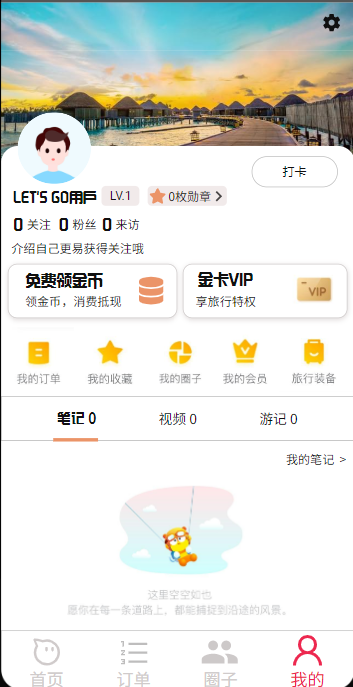 打卡
LET'S GO用戶 LV.1 0枚勋章 >
0 关注 0 粉丝 0 来访
介绍自己更易获得关注哦
免费领金币 金卡VIP
领金币，消费抵现 享旅行特权
VIP
我的订单 我的收藏 我的圈子 我的会员 旅行装备
笔记 0 视频 0 游记 0
我的笔记 >
这里空空如也
愿你在每一条道路上，都能捕捉到沿途的风景。
首页 订单 圈子 我的